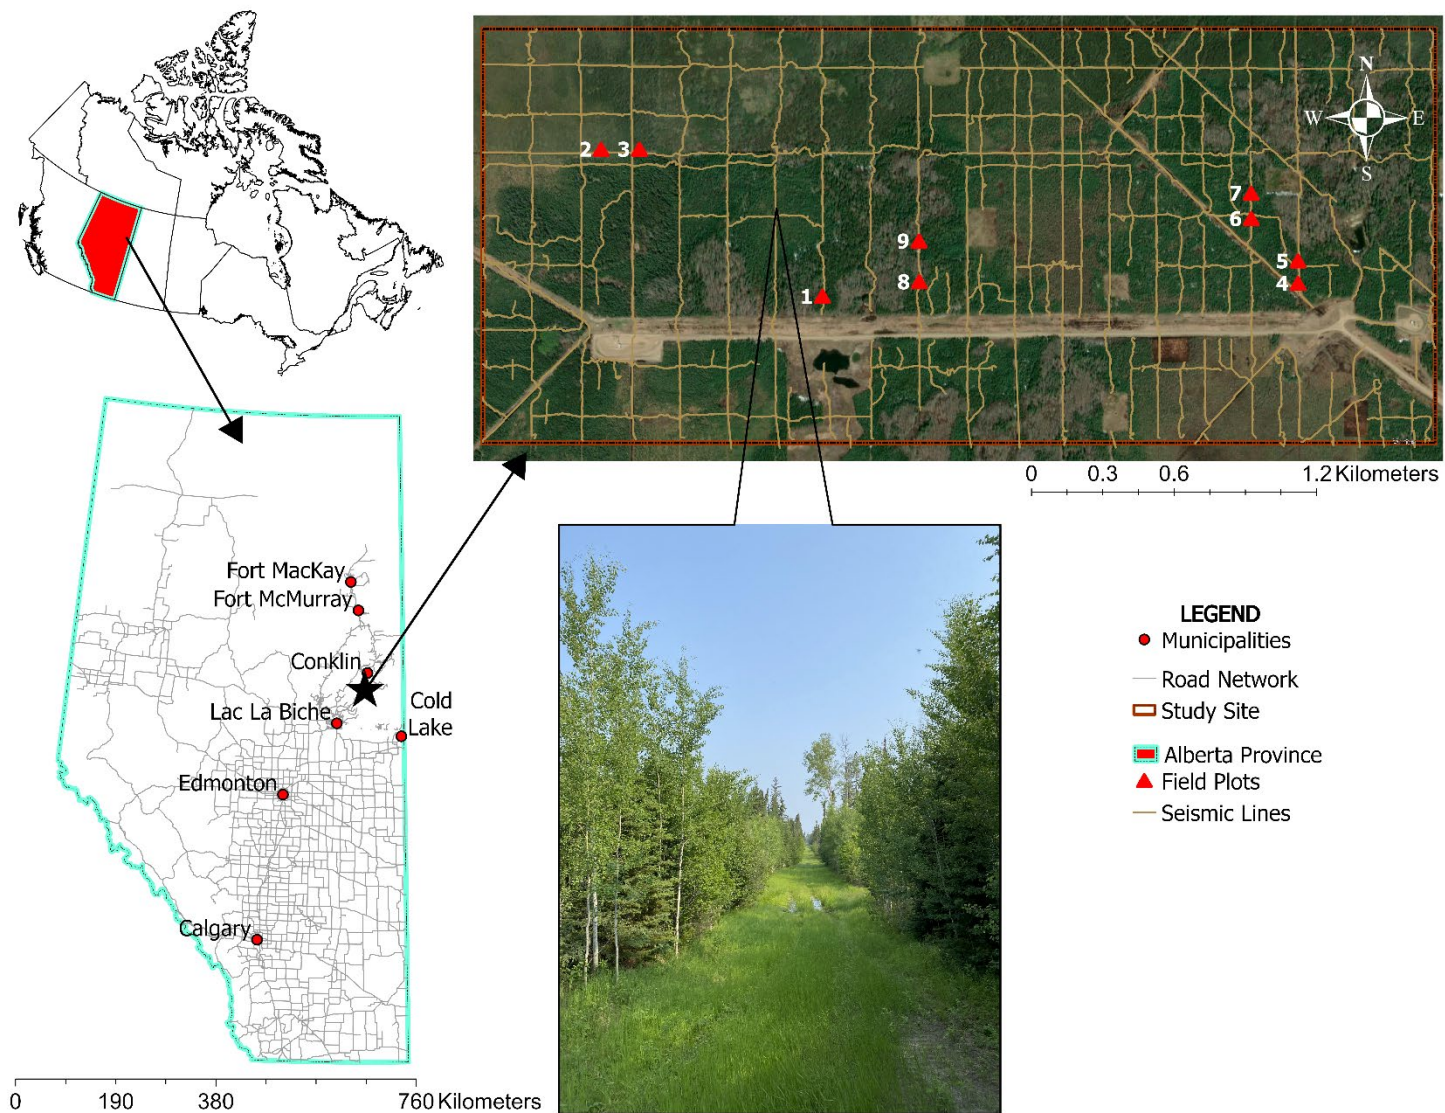 N
W E
S
2 3
7
6
9
5
8
4
1
0 0.3 0.6 1.2 Kilometers
Fort MacKay
Fort McMurray
Conklin
Cold
Lake
Lac La Biche
Edmonton
Calgary
0 190 380 760 Kilometers
LEGEND
Municipalities
Road Network
Study Site
Alberta Province
Field Plots
Seismic Lines